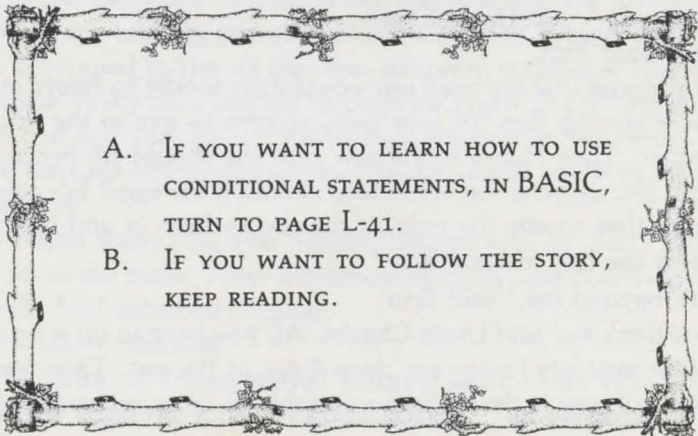 A. IF YOU WANT TO LEARN HOW TO USE
CONDITIONAL STATEMENTS, IN BASIC,
TURN TO PAGE L-41.
B. IF YOU WANT TO FOLLOW THE STORY,
KEEP READING.